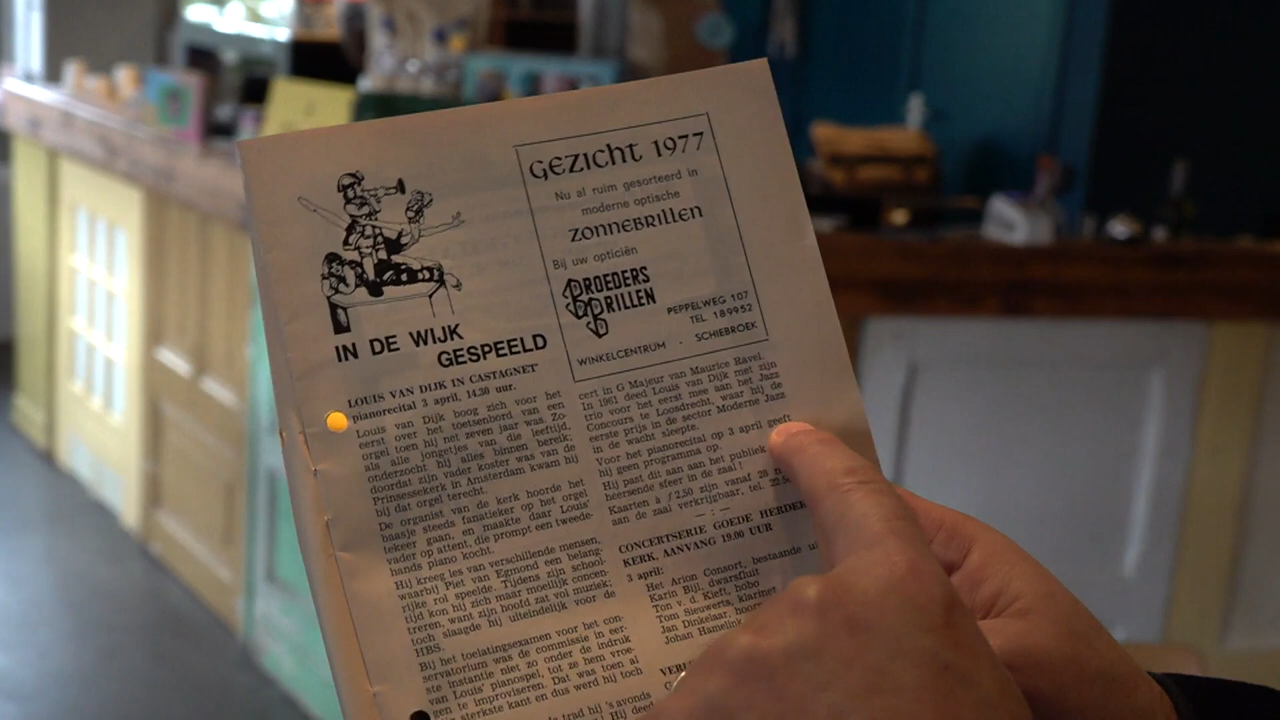 IN DE WIJK
GESPEELD
LOUIS VAN DIJK IN CASTAGNET
pianorecital 3 april, 14.30 uur.
Louis van Dijk boog zich voor het
eerst over het toetsenbord van een
orgel toen hij net zeven jaar was. Zo-
als alle jongetjes van die leeftijd,
onderzocht hij alles binnen bereik;
doordat zijn vader koster was van de
Prinsessekerk in Amsterdam kwam hij
bij dat orgel terecht.
De organist van de kerk hoorde het
baasje steeds fanatieker op het orgel
tekeer gaan, en maakte daar Louis'
vader op attent, die prompt een tweede-
hands piano kocht.
Hij kreeg les van verschillende mensen,
waarbij Piet van Egmond een belang-
rijke rol speelde. Tijdens zijn school-
tijd kon hij zich maar moeilijk concen-
treren, want zijn hoofd zat vol muziek;
toch slaagde hij uiteindelijk voor de
HBS.
Bij het toelatingsexamen voor het con-
servatorium was de commissie in eer-
ste instantie niet zo onder de indruk
van Louis' pianospel, tot ze hem vroe-
gen te improviseren. Dat was toen al
sterkste kant en dus werd hij toch
trad hij 's avonds
Hij deed
GEZICHT 1977
Nu al ruim gesorteerd in
moderne optische
ZONNEBRILLEN
Bij uw opticiën
BROEDERS
BRILLEN
PEPPELWEG 107
TEL 189952
WINKELCENTRUM - SCHIEBROEK
cert in G Majeur van Maurice Ravel.
In 1961 deed Louis van Dijk met zijn
trio voor het eerst mee aan het Jazz
Concours te Loosdrecht, waar hij de
eerste prijs in de sector Moderne Jazz
in de wacht sleepte.
Voor het pianorecital op 3 april geeft
hij geen programma op.
Hij past dit aan aan het publiek
heersende sfeer in de zaal!
Kaarten à ƒ 2,50 zijn vanaf 28
aan de zaal verkrijgbaar, tel.
— : —
CONCERTSERIE GOEDE HERDER
KERK, AANVANG 19.00 UUR
3 april:
Het Arion Consort, bestaande
Karin Bijl, dwarsfluit
Ton v. d. Kieft, hobo
Tom Sieuwerts, klarinet
Jan Dinkelaar,
Johan